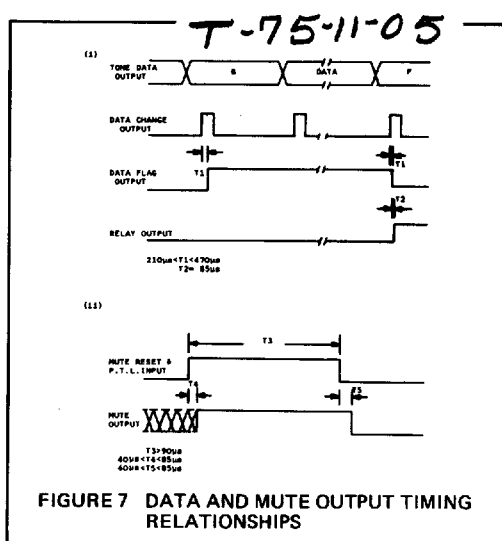 T-75-11-05
(i)
TONE DATA
OUTPUT
G
DATA
F
DATA CHANGE
OUTPUT
T1
T1
DATA FLAG
OUTPUT
T2
RELAY OUTPUT
210µs<T1<470µs
T2= 85µs
(ii)
T3
MUTE RESET &
P.T.L.INPUT
T4
T5
MUTE
OUTPUT
T3>90µs
40µs<T4<85µs
40µs<T5<85µs
FIGURE 7 DATA AND MUTE OUTPUT TIMING
RELATIONSHIPS